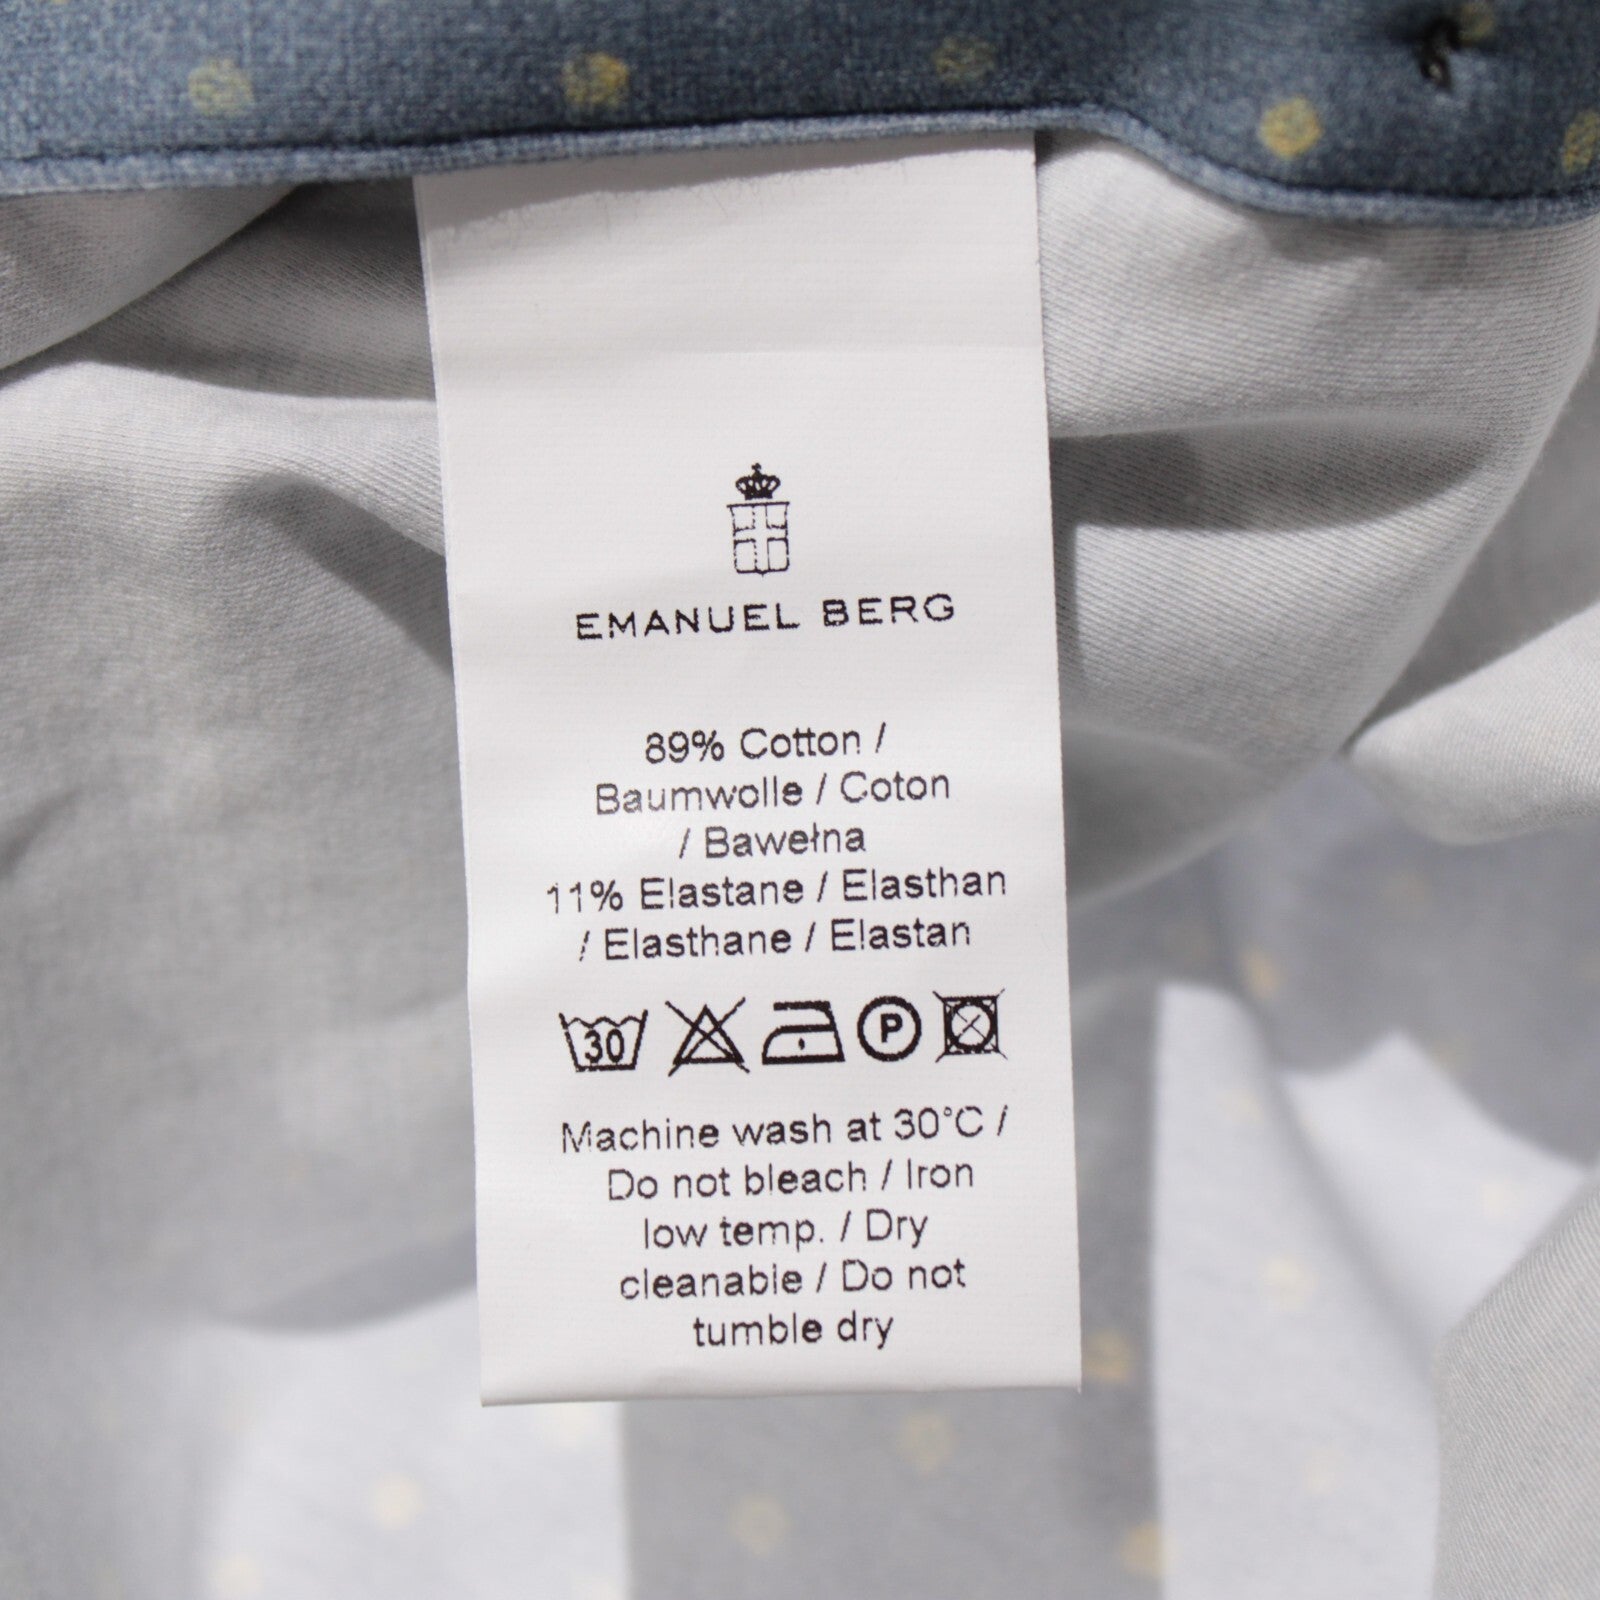 EMANUEL BERG
89% Cotton /
Baumwolle / Coton
/ Bawełna
11% Elastane / Elasthan
/ Elasthane / Elastan
30 P
Machine wash at 30°C /
Do not bleach / Iron
low temp. / Dry
cleanable / Do not
tumble dry